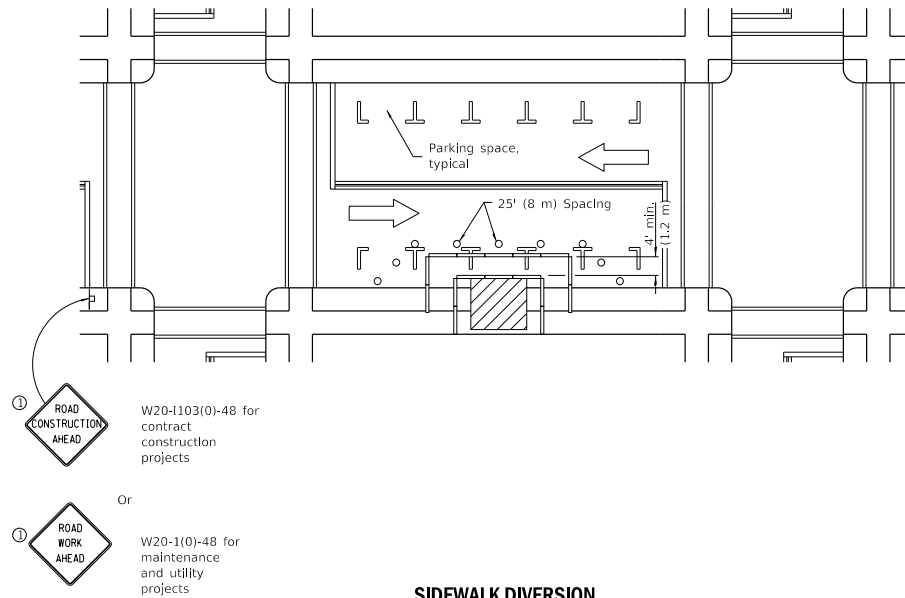 Parking space,
typical
25' (8 m) Spacing
4' min.
(1.2 m)
①
ROAD
CONSTRUCTION
AHEAD
W20-I103(0)-48 for
contract
construction
projects
Or
①
ROAD
WORK
AHEAD
W20-1(0)-48 for
maintenance
and utility
projects
SIDEWALK DIVERSION